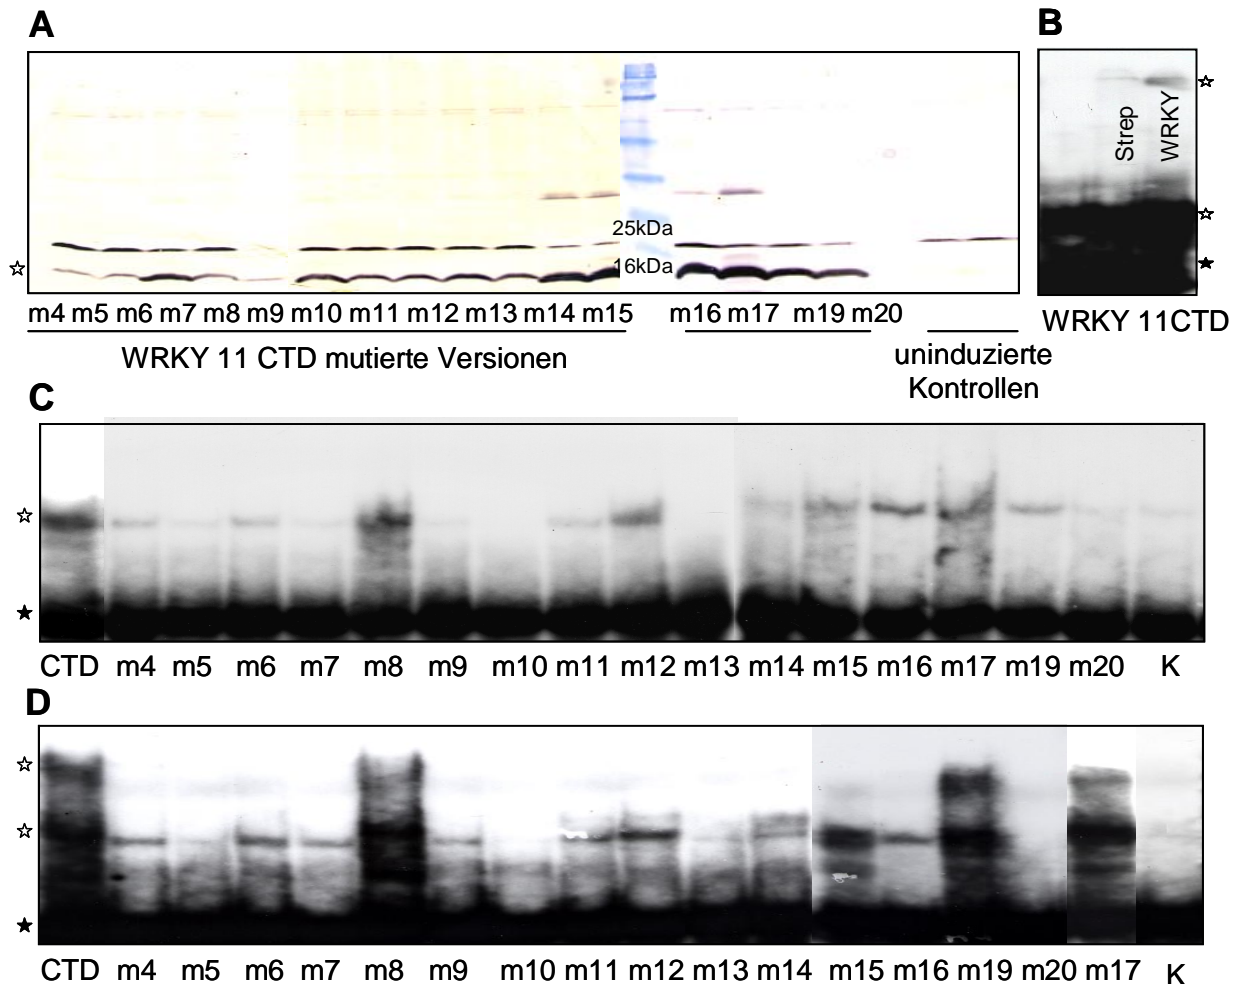 A
B
Strep
WRKY
25kDa
16kDa
m4 m5 m6 m7 m8 m9 m10 m11 m12 m13 m14 m15 m16 m17 m19 m20
WRKY 11CTD
WRKY 11 CTD mutierte Versionen
uninduzierte
Kontrollen
C
CTD m4 m5 m6 m7 m8 m9 m10 m11 m12 m13 m14 m15 m16 m17 m19 m20 K
D
CTD m4 m5 m6 m7 m8 m9 m10 m11 m12 m13 m14 m15 m16 m19 m20 m17 K